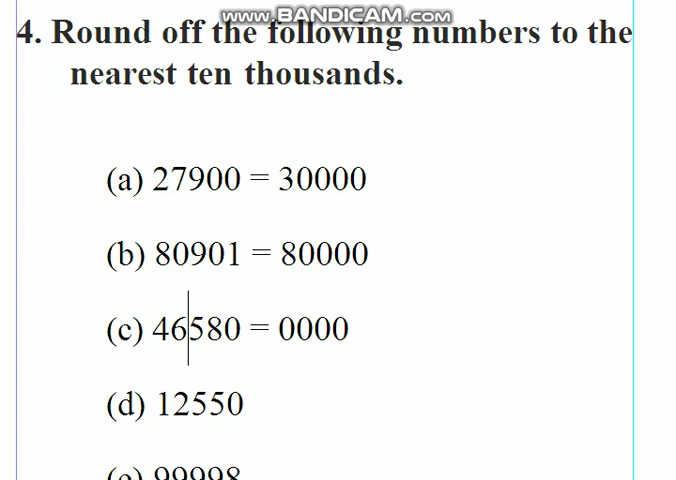 www.BANDICAM.com
4. Round off the following numbers to the
nearest ten thousands.
(a) 27900 = 30000
(b) 80901 = 80000
(c) 46580 = 0000
(d) 12550
(e) 99998